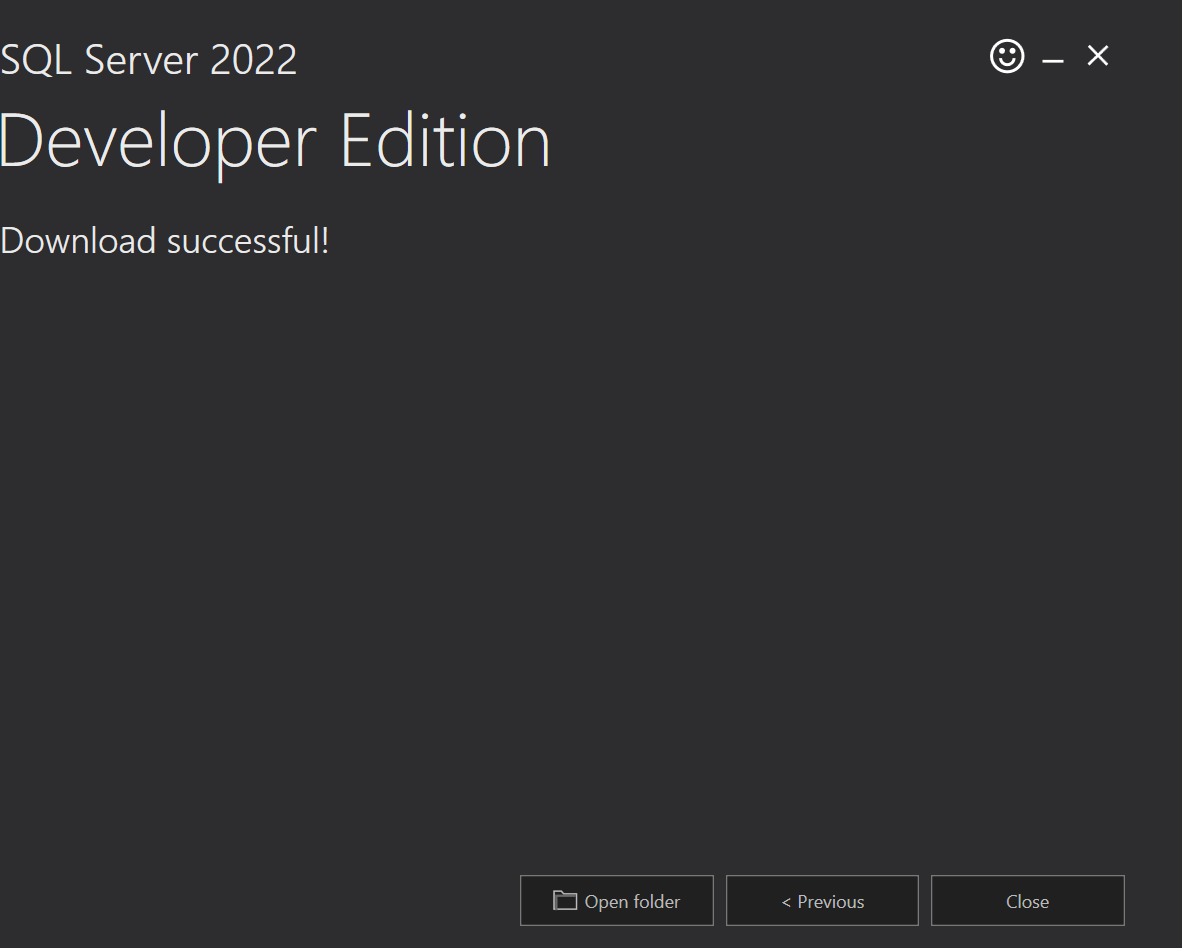 SQL Server 2022
Developer Edition
Download successful!
Open folder
< Previous
Close